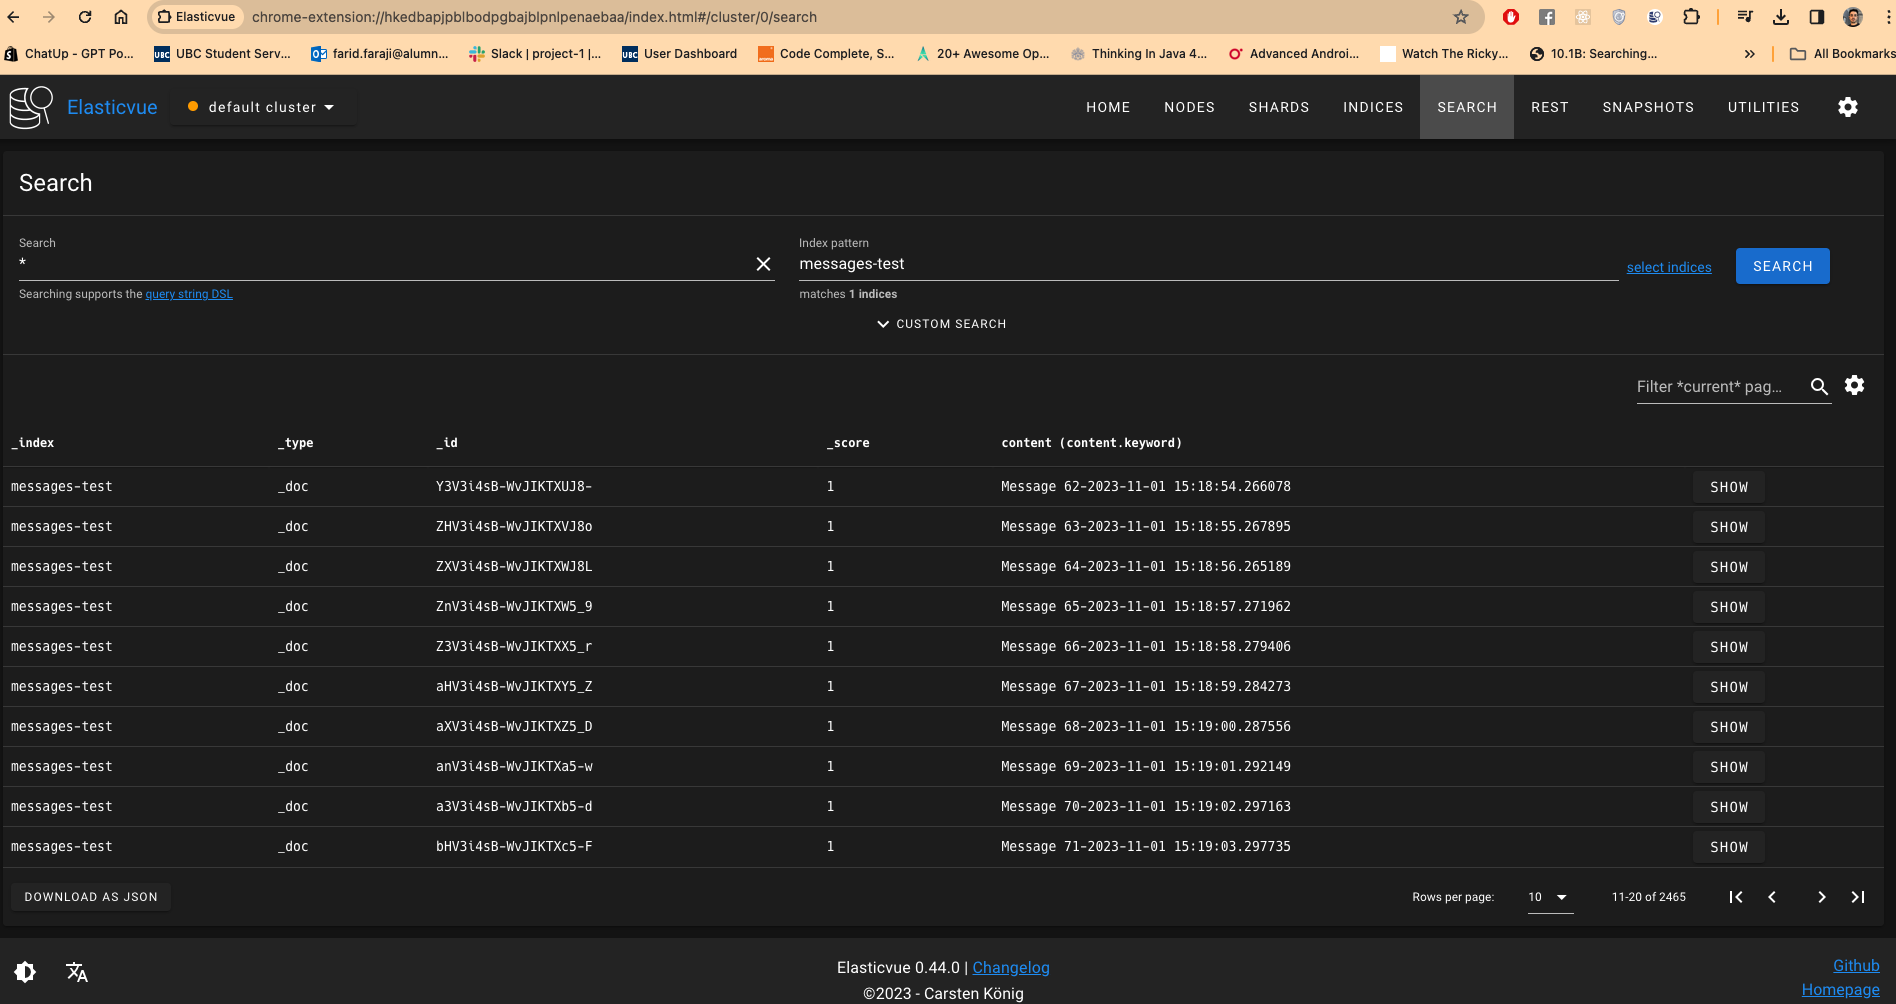 Elasticvue chrome-extension://hkedbapjpblbodpgbajblpnlpenaebaa/index.html#/cluster/0/search
ChatUp - GPT Po... UBC Student Serv... farid.faraji@alumn... Slack | project-1 |... User Dashboard Code Complete, S... 20+ Awesome Op... Thinking In Java 4... Advanced Androi... Watch The Ricky... 10.1B: Searching... » All Bookmarks
Elasticvue default cluster HOME NODES SHARDS INDICES SEARCH REST SNAPSHOTS UTILITIES
Search
Search Index pattern
* messages-test select indices SEARCH
Searching supports the query string DSL matches 1 indices
CUSTOM SEARCH
Filter *current* pag...
_index _type _id _score content (content.keyword)
messages-test _doc Y3V3i4sB-WvJIKTXUJ8- 1 Message 62-2023-11-01 15:18:54.266078 SHOW
messages-test _doc ZHV3i4sB-WvJIKTXVJ8o 1 Message 63-2023-11-01 15:18:55.267895 SHOW
messages-test _doc ZXV3i4sB-WvJIKTXWJ8L 1 Message 64-2023-11-01 15:18:56.265189 SHOW
messages-test _doc ZnV3i4sB-WvJIKTXW5_9 1 Message 65-2023-11-01 15:18:57.271962 SHOW
messages-test _doc Z3V3i4sB-WvJIKTXX5_r 1 Message 66-2023-11-01 15:18:58.279406 SHOW
messages-test _doc aHV3i4sB-WvJIKTXY5_Z 1 Message 67-2023-11-01 15:18:59.284273 SHOW
messages-test _doc aXV3i4sB-WvJIKTXZ5_D 1 Message 68-2023-11-01 15:19:00.287556 SHOW
messages-test _doc anV3i4sB-WvJIKTXa5-w 1 Message 69-2023-11-01 15:19:01.292149 SHOW
messages-test _doc a3V3i4sB-WvJIKTXb5-d 1 Message 70-2023-11-01 15:19:02.297163 SHOW
messages-test _doc bHV3i4sB-WvJIKTXc5-F 1 Message 71-2023-11-01 15:19:03.297735 SHOW
DOWNLOAD AS JSON Rows per page: 10 11-20 of 2465
Elasticvue 0.44.0 | Changelog Github
©2023 - Carsten König Homepage